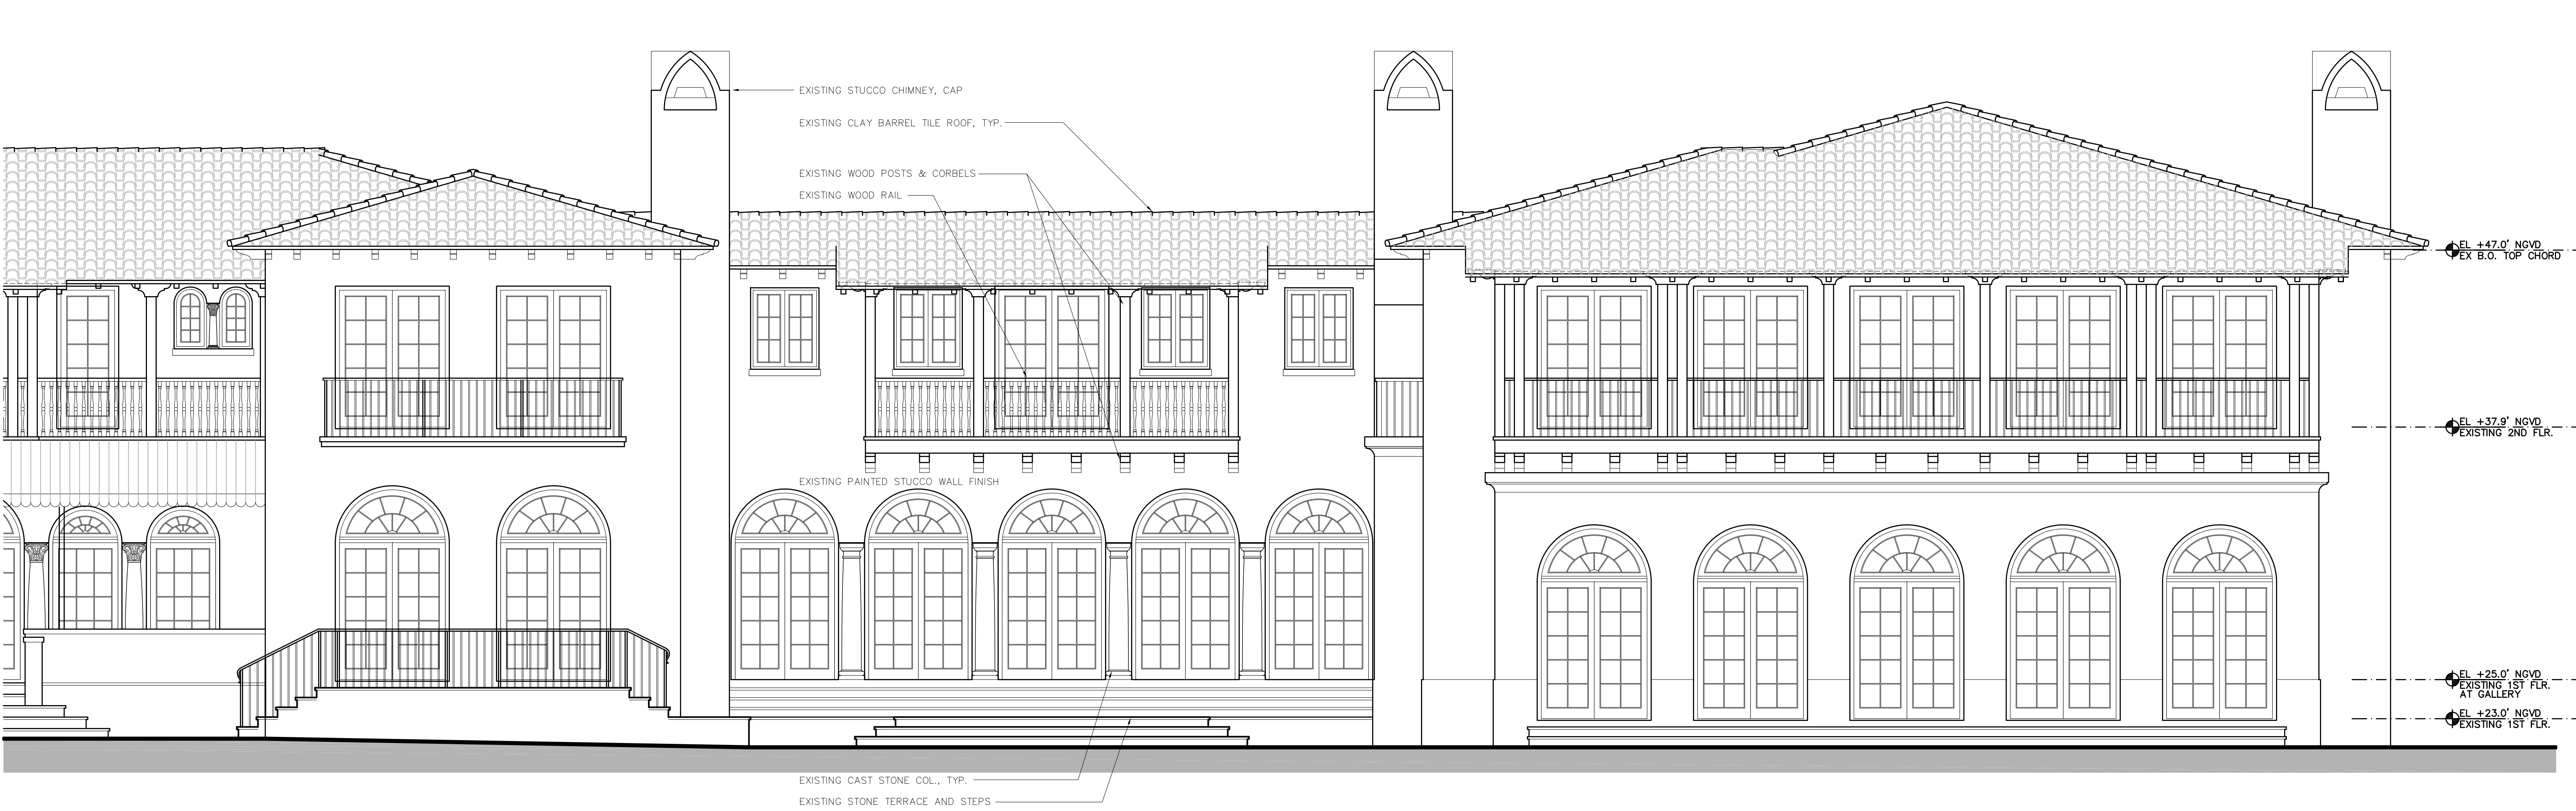 EXISTING STUCCO CHIMNEY, CAP
EXISTING CLAY BARREL TILE ROOF, TYP.
EXISTING WOOD POSTS & CORBELS
EXISTING WOOD RAIL
EXISTING PAINTED STUCCO WALL FINISH
EXISTING CAST STONE COL., TYP.
EXISTING STONE TERRACE AND STEPS
EL +47.0' NGVD
EX B.O. TOP CHORD
EL +37.9' NGVD
EXISTING 2ND FLR.
EL +25.0' NGVD
EXISTING 1ST FLR.
AT GALLERY
EL +23.0' NGVD
EXISTING 1ST FLR.